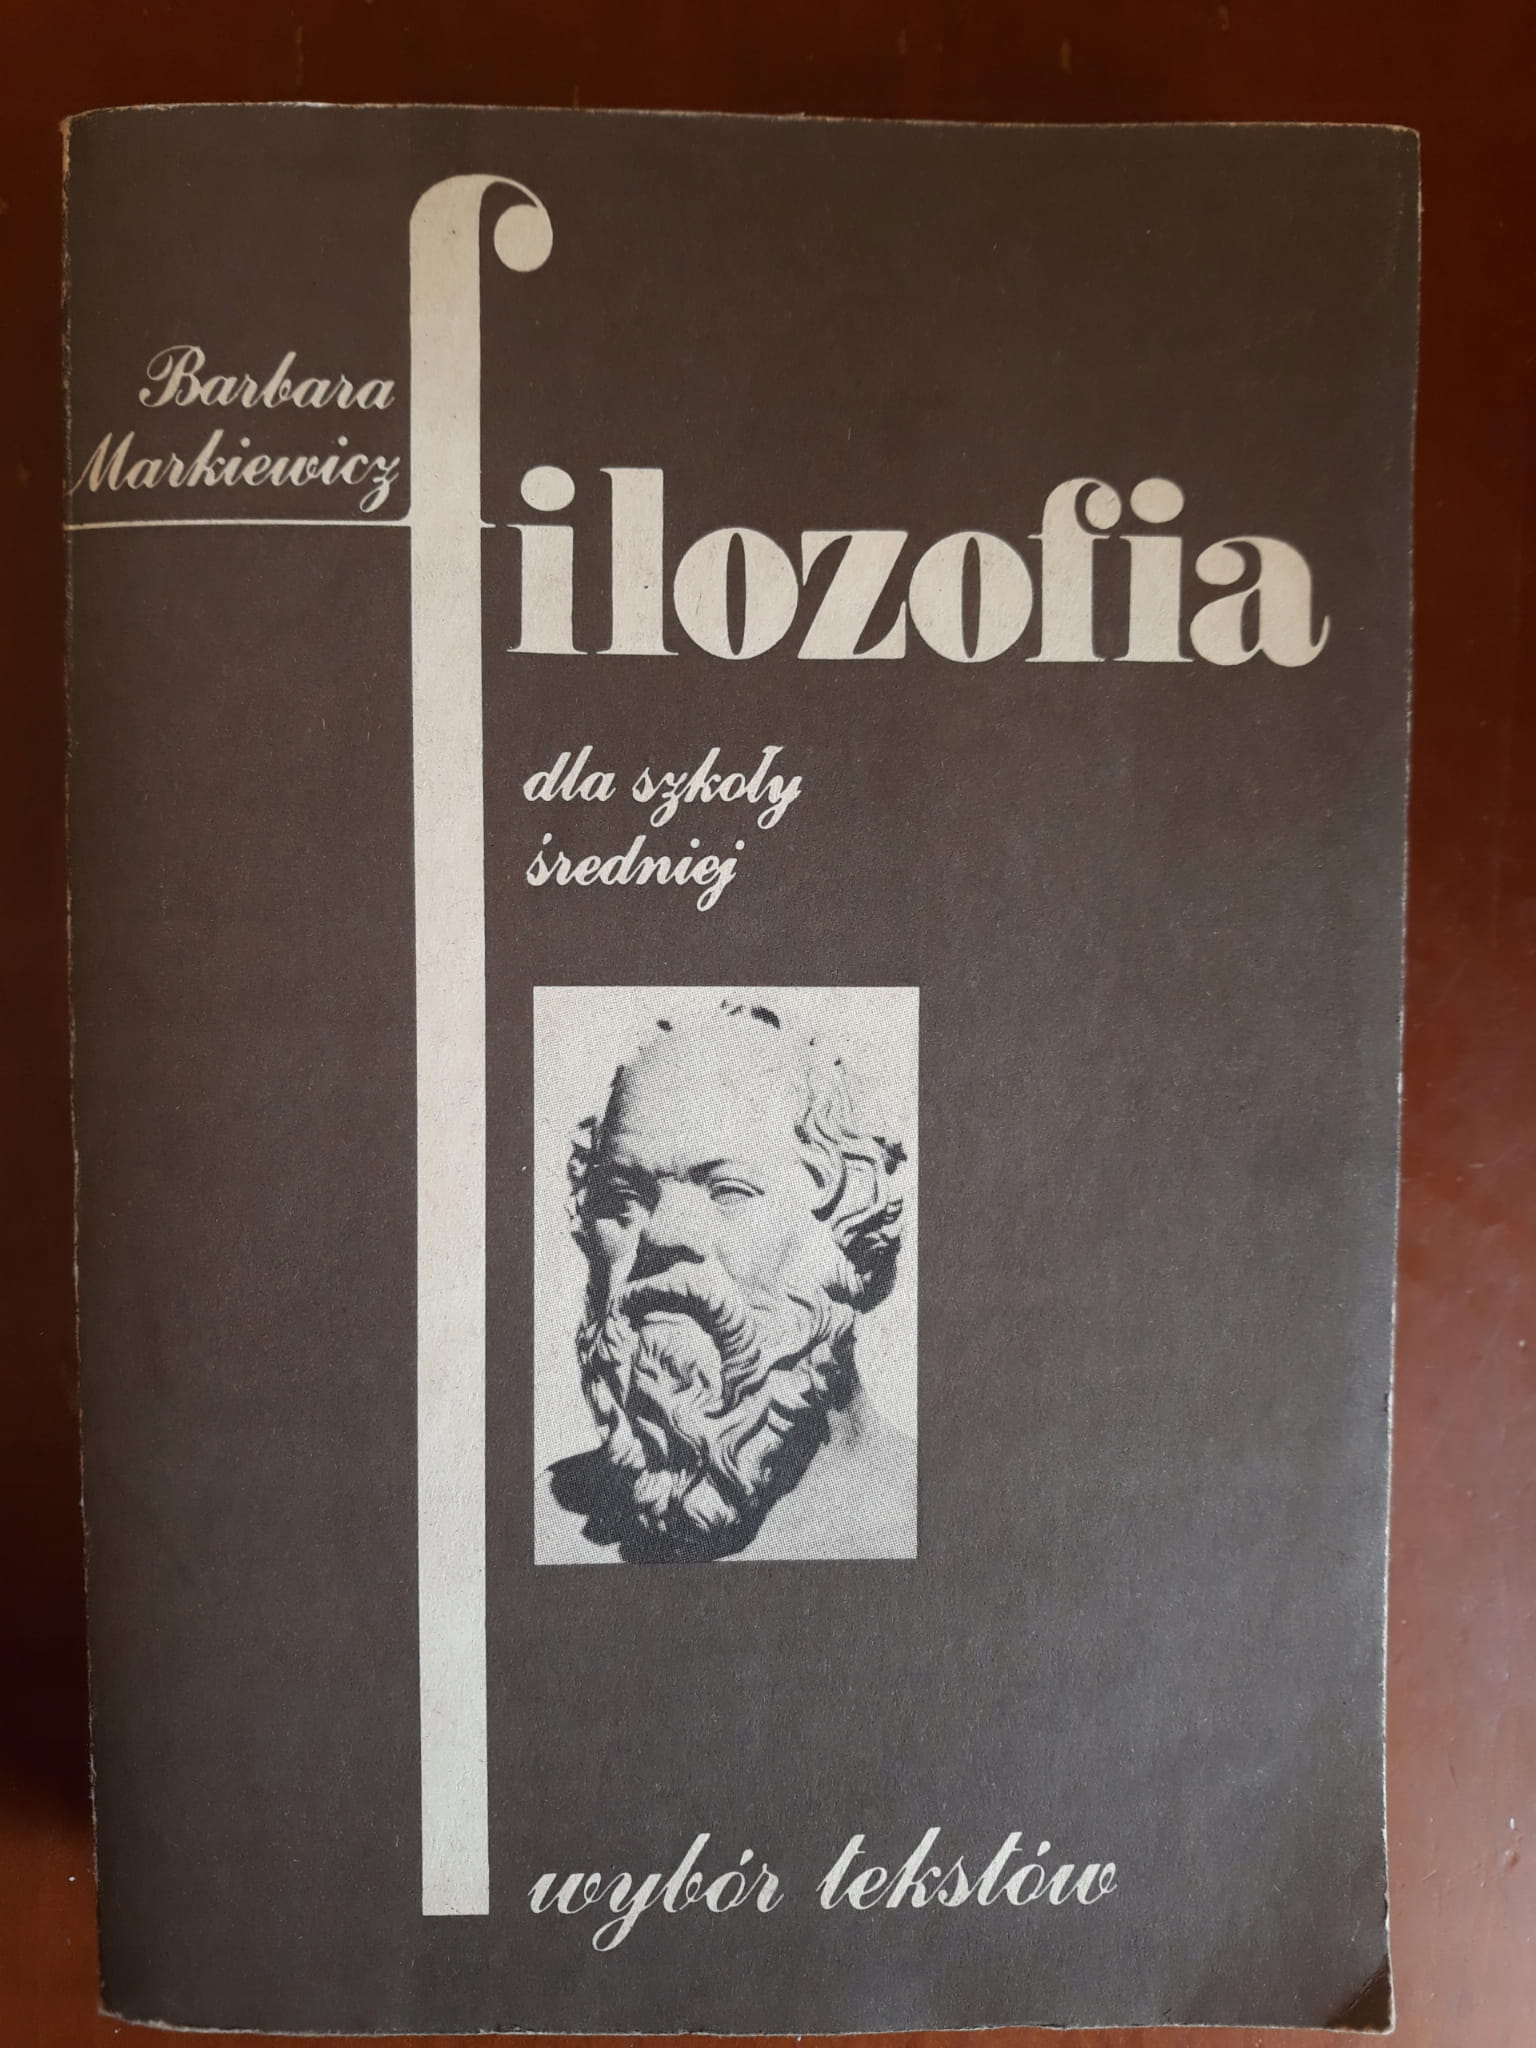 Barbara
Markiewicz
filozofia
dla szkoły
średniej
wybór tekstów